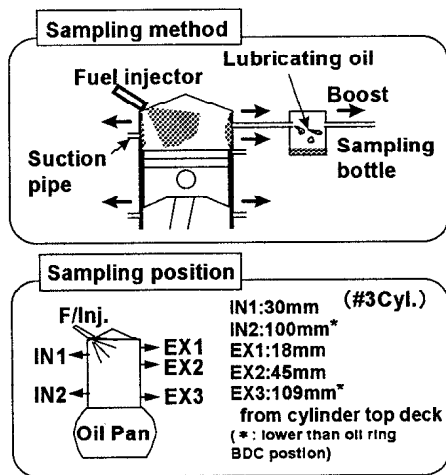 Sampling method
Fuel injector
Lubricating oil
Boost
Suction
pipe
Sampling
bottle
Sampling position
F/Inj.
IN1
IN2
EX1
EX2
EX3
Oil Pan
IN1:30mm (#3Cyl.)
IN2:100mm*
EX1:18mm
EX2:45mm
EX3:109mm*
from cylinder top deck
(*: lower than oil ring
BDC postion)